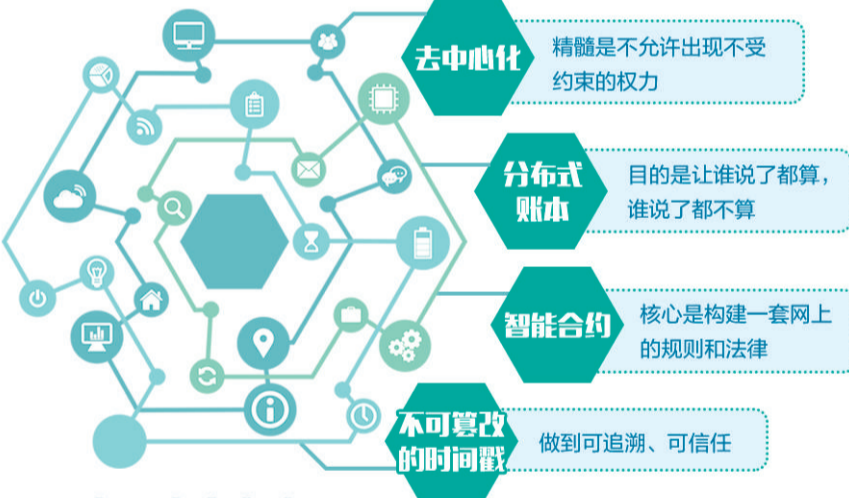 去中心化
精髓是不允许出现不受
约束的权力
分布式
账本
目的是让谁说了都算，
谁说了都不算
智能合约
核心是构建一套网上
的规则和法律
不可篡改
的时间戳
做到可追溯、可信任